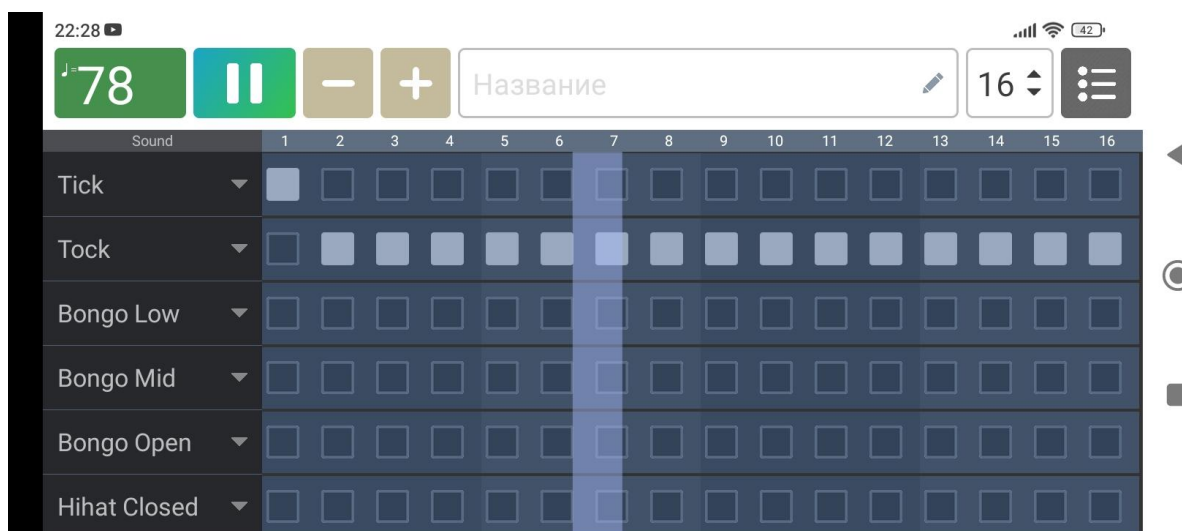 22:28
42
♩=78
Название
16
Sound 1 2 3 4 5 6 7 8 9 10 11 12 13 14 15 16
Tick
Tock
Bongo Low
Bongo Mid
Bongo Open
Hihat Closed